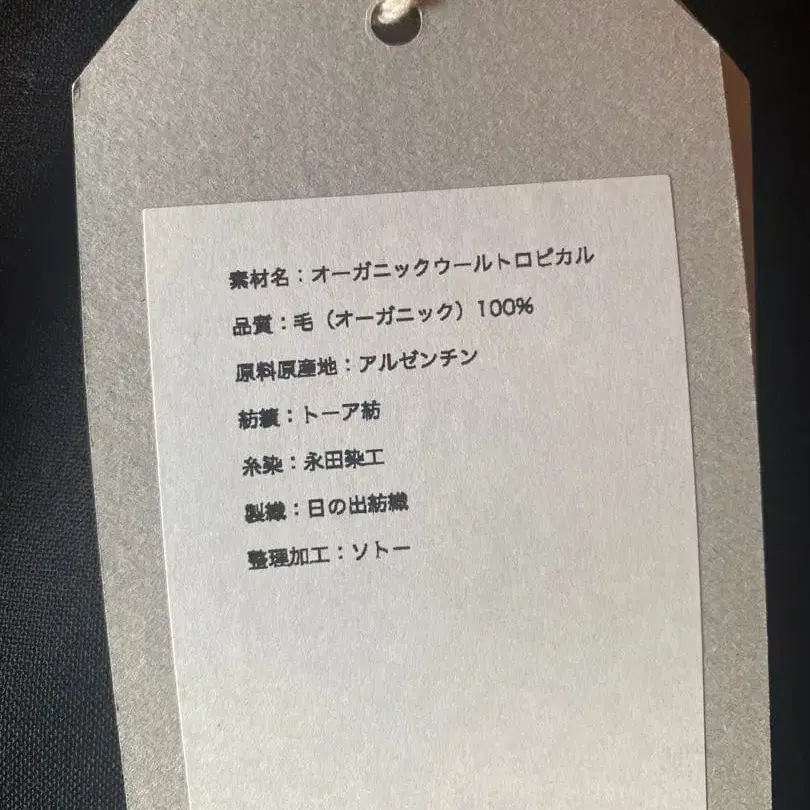 素材名：オーガニックウールトロピカル
品質：毛（オーガニック）100%
原料原産地：アルゼンチン
紡績：トーア紡
糸染：永田染工
製織：日の出紡織
整理加工：ソトー